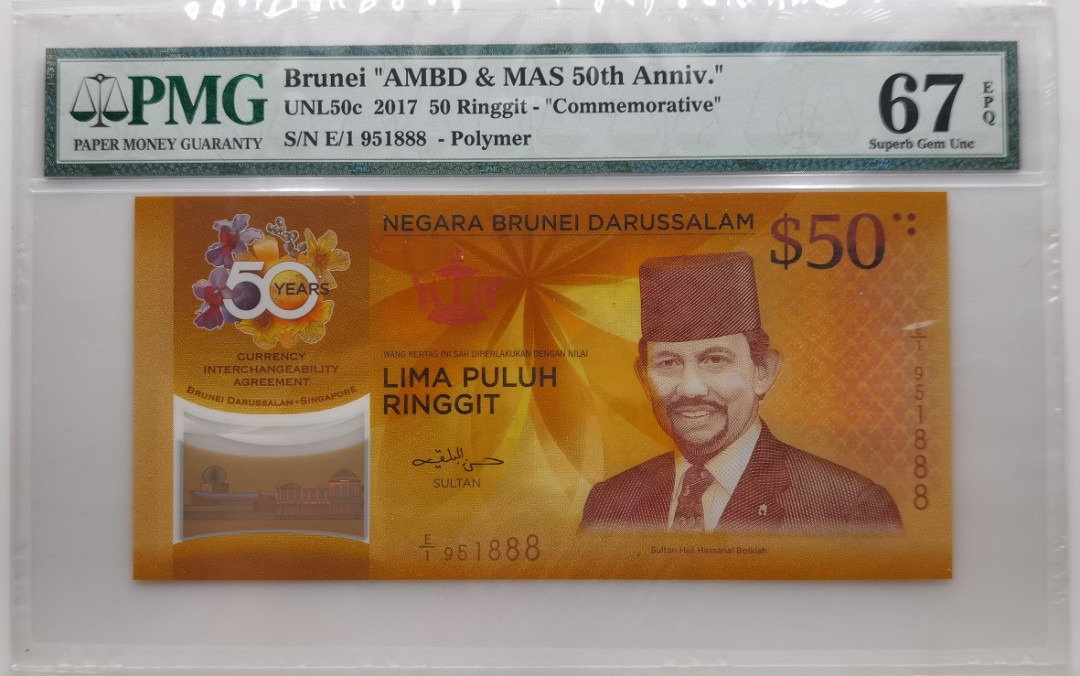 PMG
PAPER MONEY GUARANTY
Brunei "AMBD & MAS 50th Anniv."
UNL50c 2017 50 Ringgit - "Commemorative"
S/N E/1 951888 - Polymer
67
EPQ
Superb Gem Unc
NEGARA BRUNEI DARUSSALAM
$50
50 YEARS
CURRENCY
INTERCHANGEABILITY
AGREEMENT
BRUNEI DARUSSALAM • SINGAPORE
WANG KERTAS INI SAH DIPERLAKUKAN DENGAN NILAI
LIMA PULUH
RINGGIT
SULTAN
E/1 951888
E/1 951888
Sultan Haji Hassanal Bolkiah